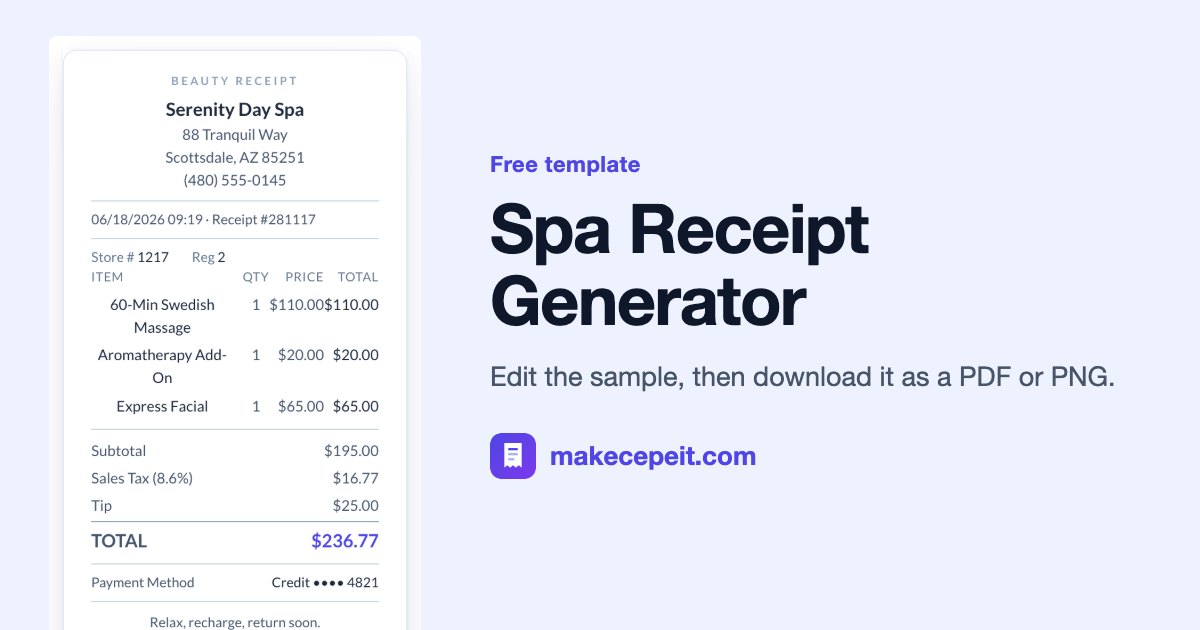 BEAUTY RECEIPT
Serenity Day Spa
88 Tranquil Way
Scottsdale, AZ 85251
(480) 555-0145
06/18/2026 09:19 · Receipt #281117
Store # 1217 Reg 2
ITEM QTY PRICE TOTAL
60-Min Swedish 1 $110.00 $110.00
Massage
Aromatherapy Add- 1 $20.00 $20.00
On
Express Facial 1 $65.00 $65.00
Subtotal $195.00
Sales Tax (8.6%) $16.77
Tip $25.00
TOTAL $236.77
Payment Method Credit •••• 4821
Relax, recharge, return soon.
Free template
Spa Receipt
Generator
Edit the sample, then download it as a PDF or PNG.
makecepeit.com